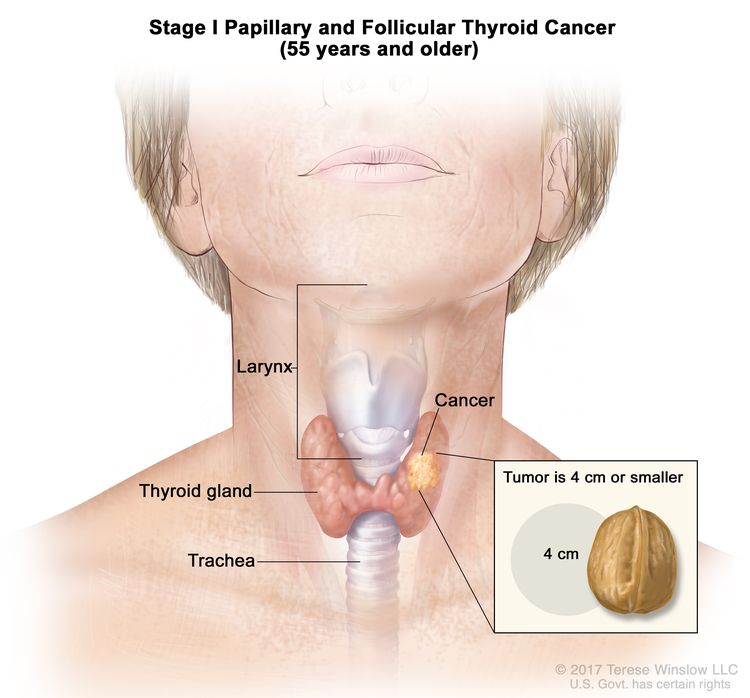 Stage I Papillary and Follicular Thyroid Cancer
(55 years and older)
Larynx
Cancer
Tumor is 4 cm or smaller
Thyroid gland
4 cm
Trachea
© 2017 Terese Winslow LLC
U.S. Govt. has certain rights